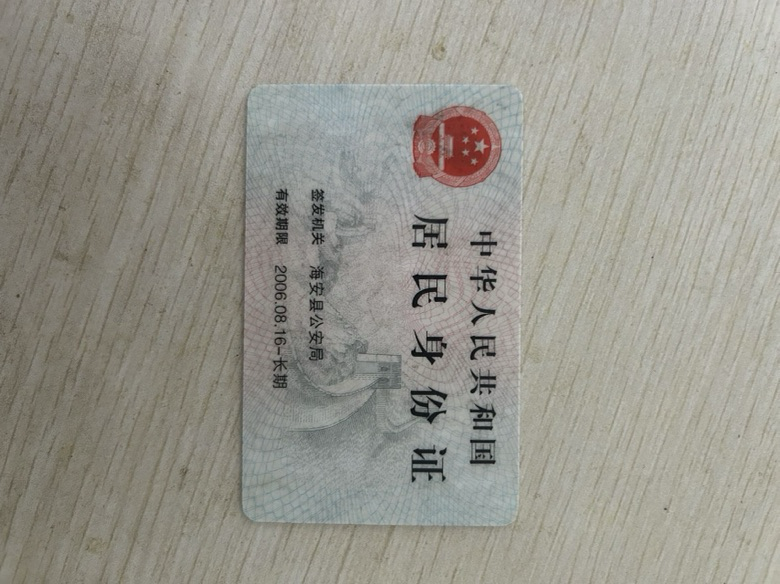 中华人民共和国
居民身份证
签发机关 海安县公安局
有效期限 2006.08.16-长期